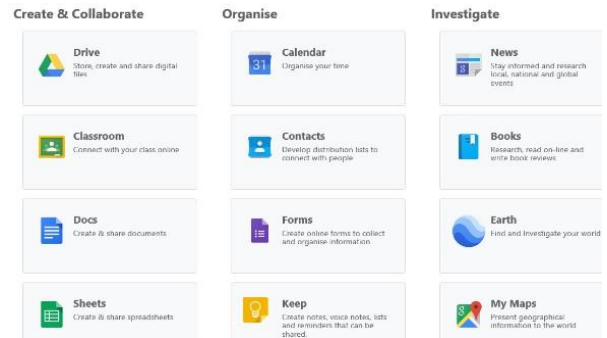 Create & Collaborate
Organise
Investigate
Drive
Store, create and share digital
files
Calendar
Organise your time
31
News
Stay informed and research
local, national and global
events
Classroom
Connect with your class online
Contacts
Develop distribution lists to
connect with people
Books
Research, read on-line and
write book reviews
Docs
Create & share documents
Forms
Create online forms to collect
and organise information
Earth
Find and Investigate your world
Sheets
Create & share spreadsheets
Keep
Create notes, voice notes, lists
and reminders that can be
shared.
My Maps
Present geographical
information to the world